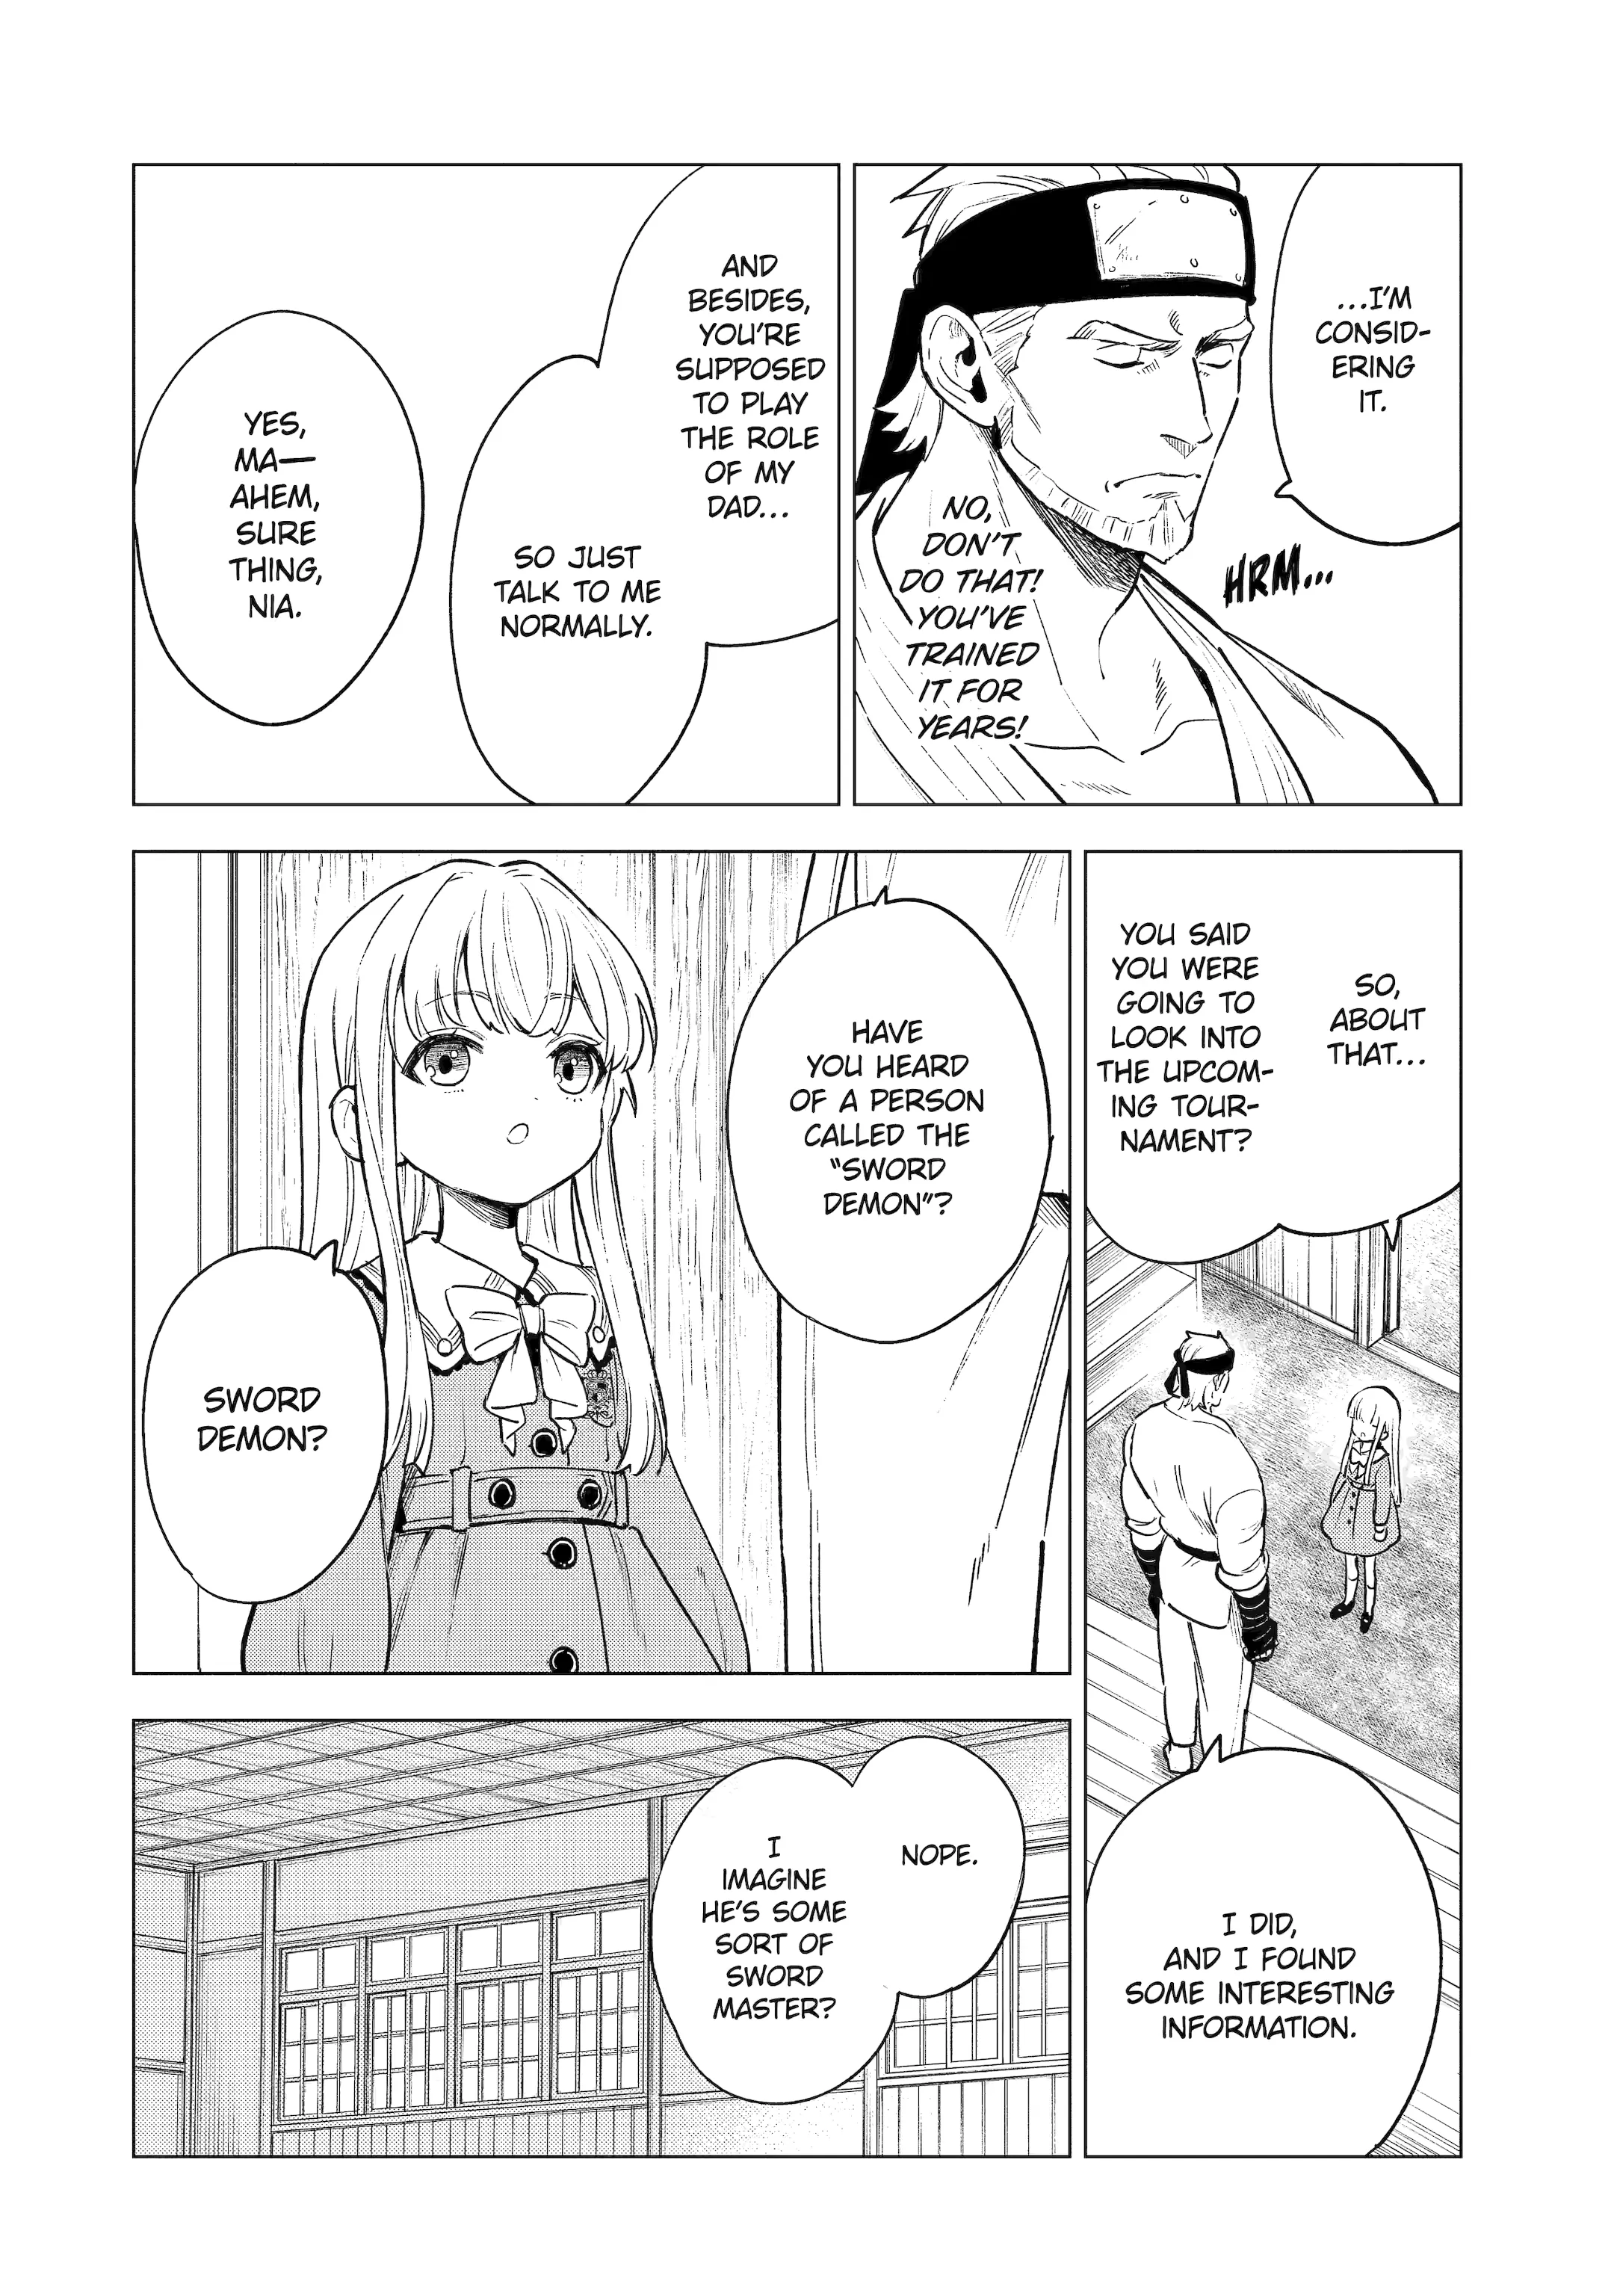 ...I'M
CONSID-
ERING
IT.
HRM...
NO,
DON'T
DO THAT!
YOU'VE
TRAINED
IT FOR
YEARS!
AND
BESIDES,
YOU'RE
SUPPOSED
TO PLAY
THE ROLE
OF MY
DAD...
SO JUST
TALK TO ME
NORMALLY.
YES,
MA—
AHEM,
SURE
THING,
NIA.
SO,
ABOUT
THAT...
YOU SAID
YOU WERE
GOING TO
LOOK INTO
THE UPCOM-
ING TOUR-
NAMENT?
I DID,
AND I FOUND
SOME INTERESTING
INFORMATION.
HAVE
YOU HEARD
OF A PERSON
CALLED THE
"SWORD
DEMON"?
SWORD
DEMON?
NOPE.
I
IMAGINE
HE'S SOME
SORT OF
SWORD
MASTER?